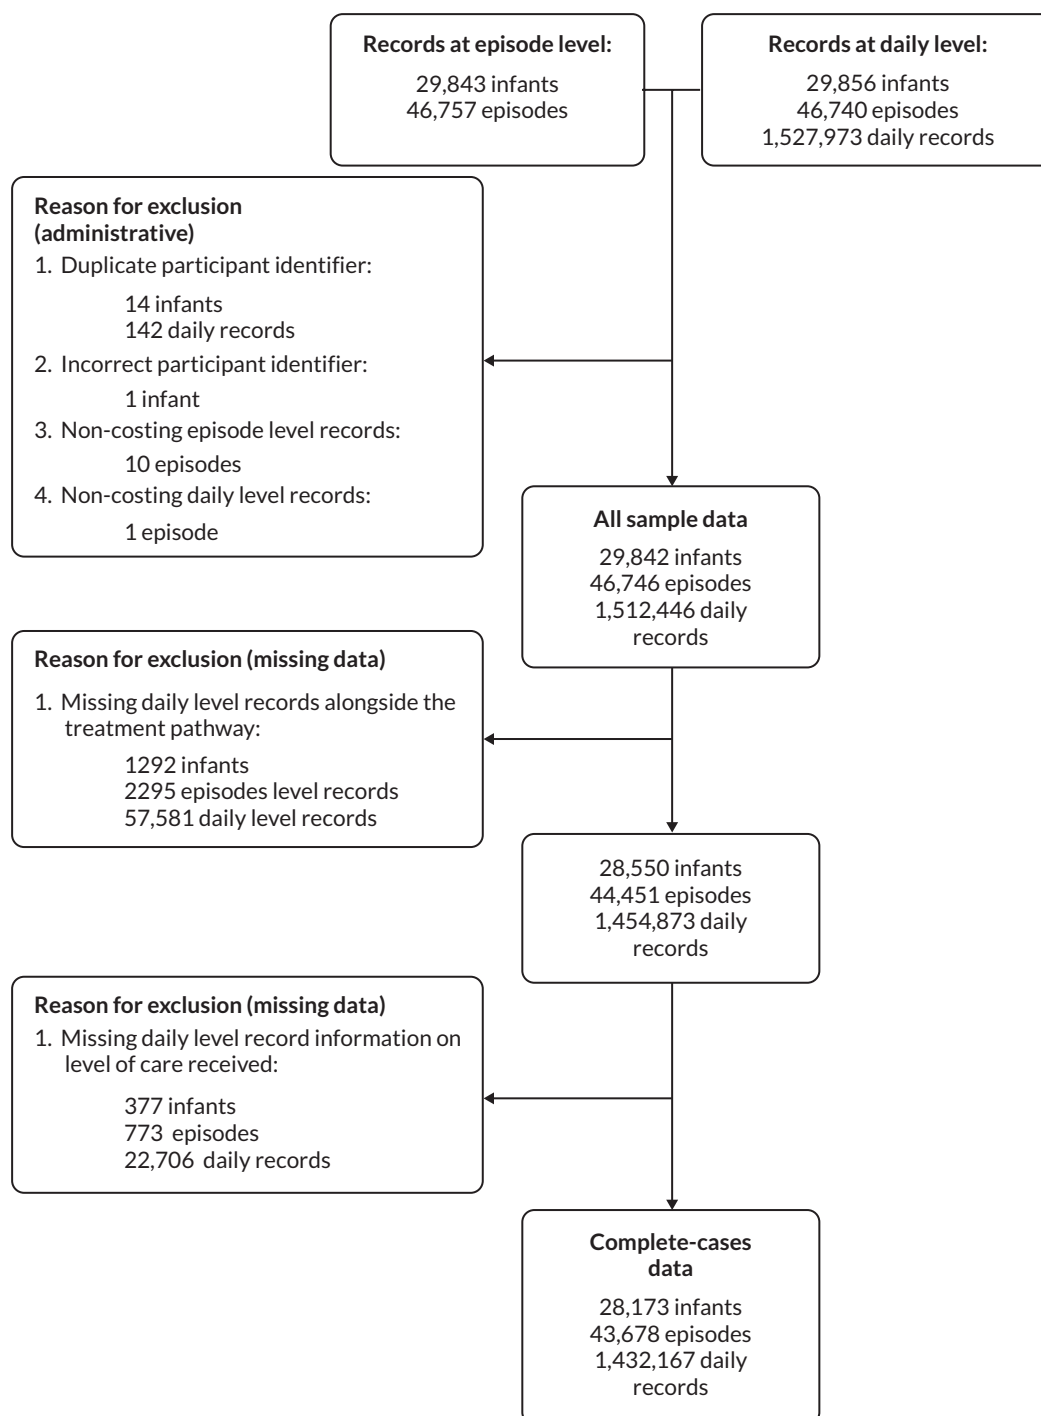 Records at episode level:
29,843 infants
46,757 episodes
Records at daily level:
29,856 infants
46,740 episodes
1,527,973 daily records
Reason for exclusion
(administrative)
1. Duplicate participant identifier:
14 infants
142 daily records
2. Incorrect participant identifier:
1 infant
3. Non-costing episode level records:
10 episodes
4. Non-costing daily level records:
1 episode
All sample data
29,842 infants
46,746 episodes
1,512,446 daily
records
Reason for exclusion (missing data)
1. Missing daily level records alongside the
treatment pathway:
1292 infants
2295 episodes level records
57,581 daily level records
28,550 infants
44,451 episodes
1,454,873 daily
records
Reason for exclusion (missing data)
1. Missing daily level record information on
level of care received:
377 infants
773 episodes
22,706 daily records
Complete-cases
data
28,173 infants
43,678 episodes
1,432,167 daily
records